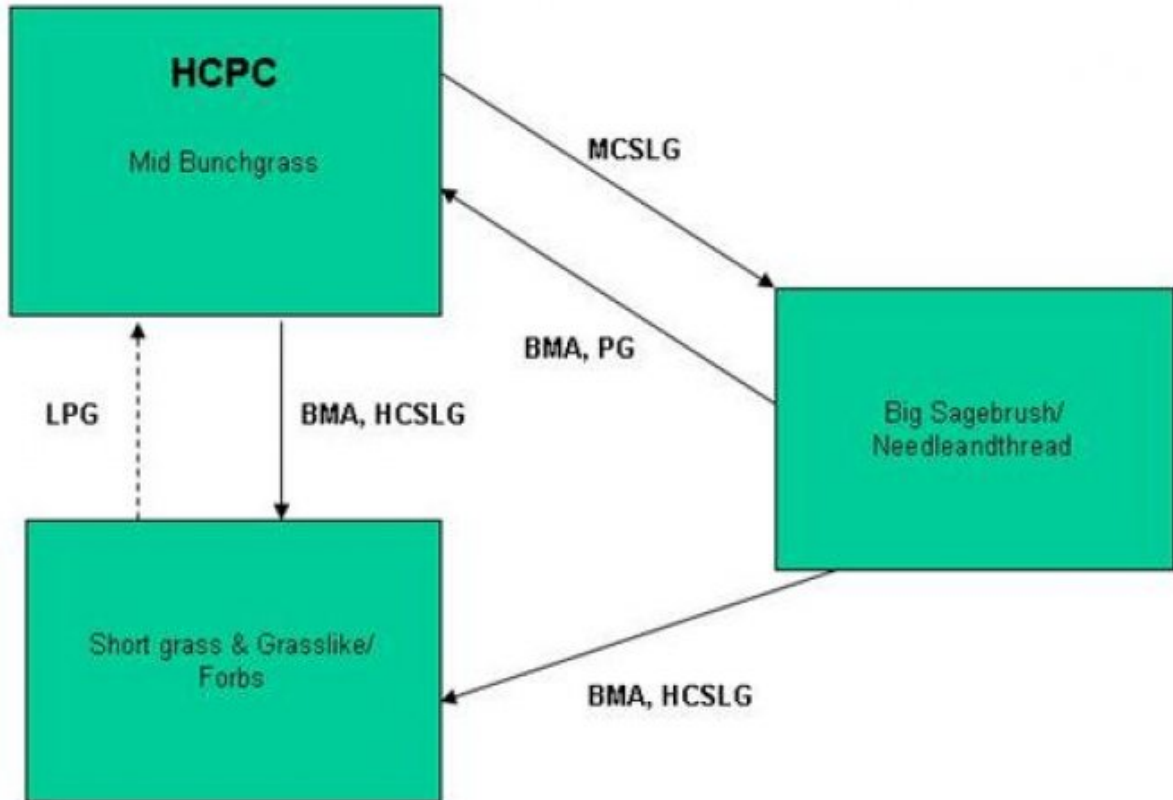 HCPC
Mid Bunchgrass
MCSLG
BMA, PG
LPG
BMA, HCSLG
Big Sagebrush/
Needleandthread
Short grass & Grasslike/
Forbs
BMA, HCSLG